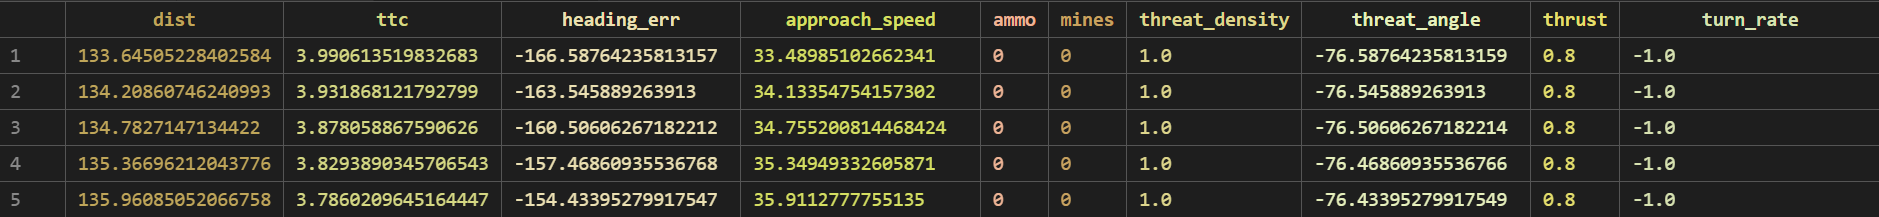 dist ttc heading_err approach_speed ammo mines threat_density threat_angle thrust turn_rate
1 133.64505228402584 3.990613519832683 -166.58764235813157 33.48985102662341 0 0 1.0 -76.58764235813159 0.8 -1.0
2 134.20860746240993 3.931868121792799 -163.545889263913 34.13354754157302 0 0 1.0 -76.545889263913 0.8 -1.0
3 134.7827147134422 3.878058867590626 -160.50606267182212 34.755200814468424 0 0 1.0 -76.50606267182214 0.8 -1.0
4 135.36696212043776 3.8293890345706543 -157.46860935536768 35.34949332605871 0 0 1.0 -76.46860935536766 0.8 -1.0
5 135.96085052066758 3.7860209645164447 -154.43395279917547 35.9112777755135 0 0 1.0 -76.43395279917549 0.8 -1.0